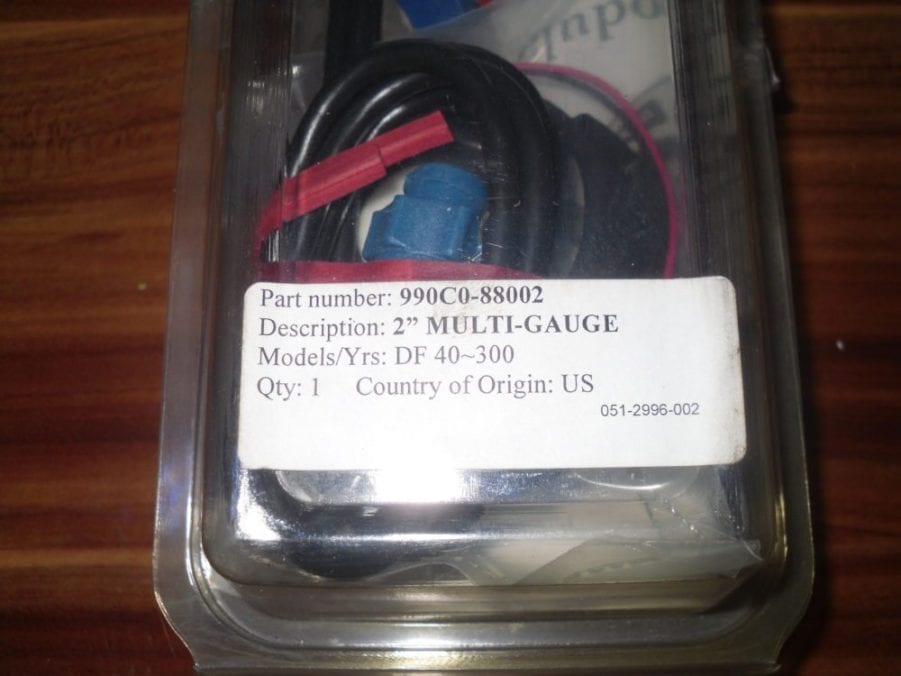 Part number: 990C0-88002
Description: 2” MULTI-GAUGE
Models/Yrs: DF 40~300
Qty: 1 Country of Origin: US
051-2996-002